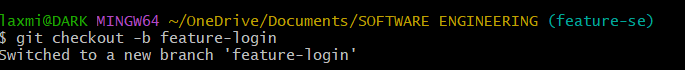 laxmi@DARK MINGW64 ~/OneDrive/Documents/SOFTWARE ENGINEERING (feature-se)
$ git checkout -b feature-login
Switched to a new branch 'feature-login'